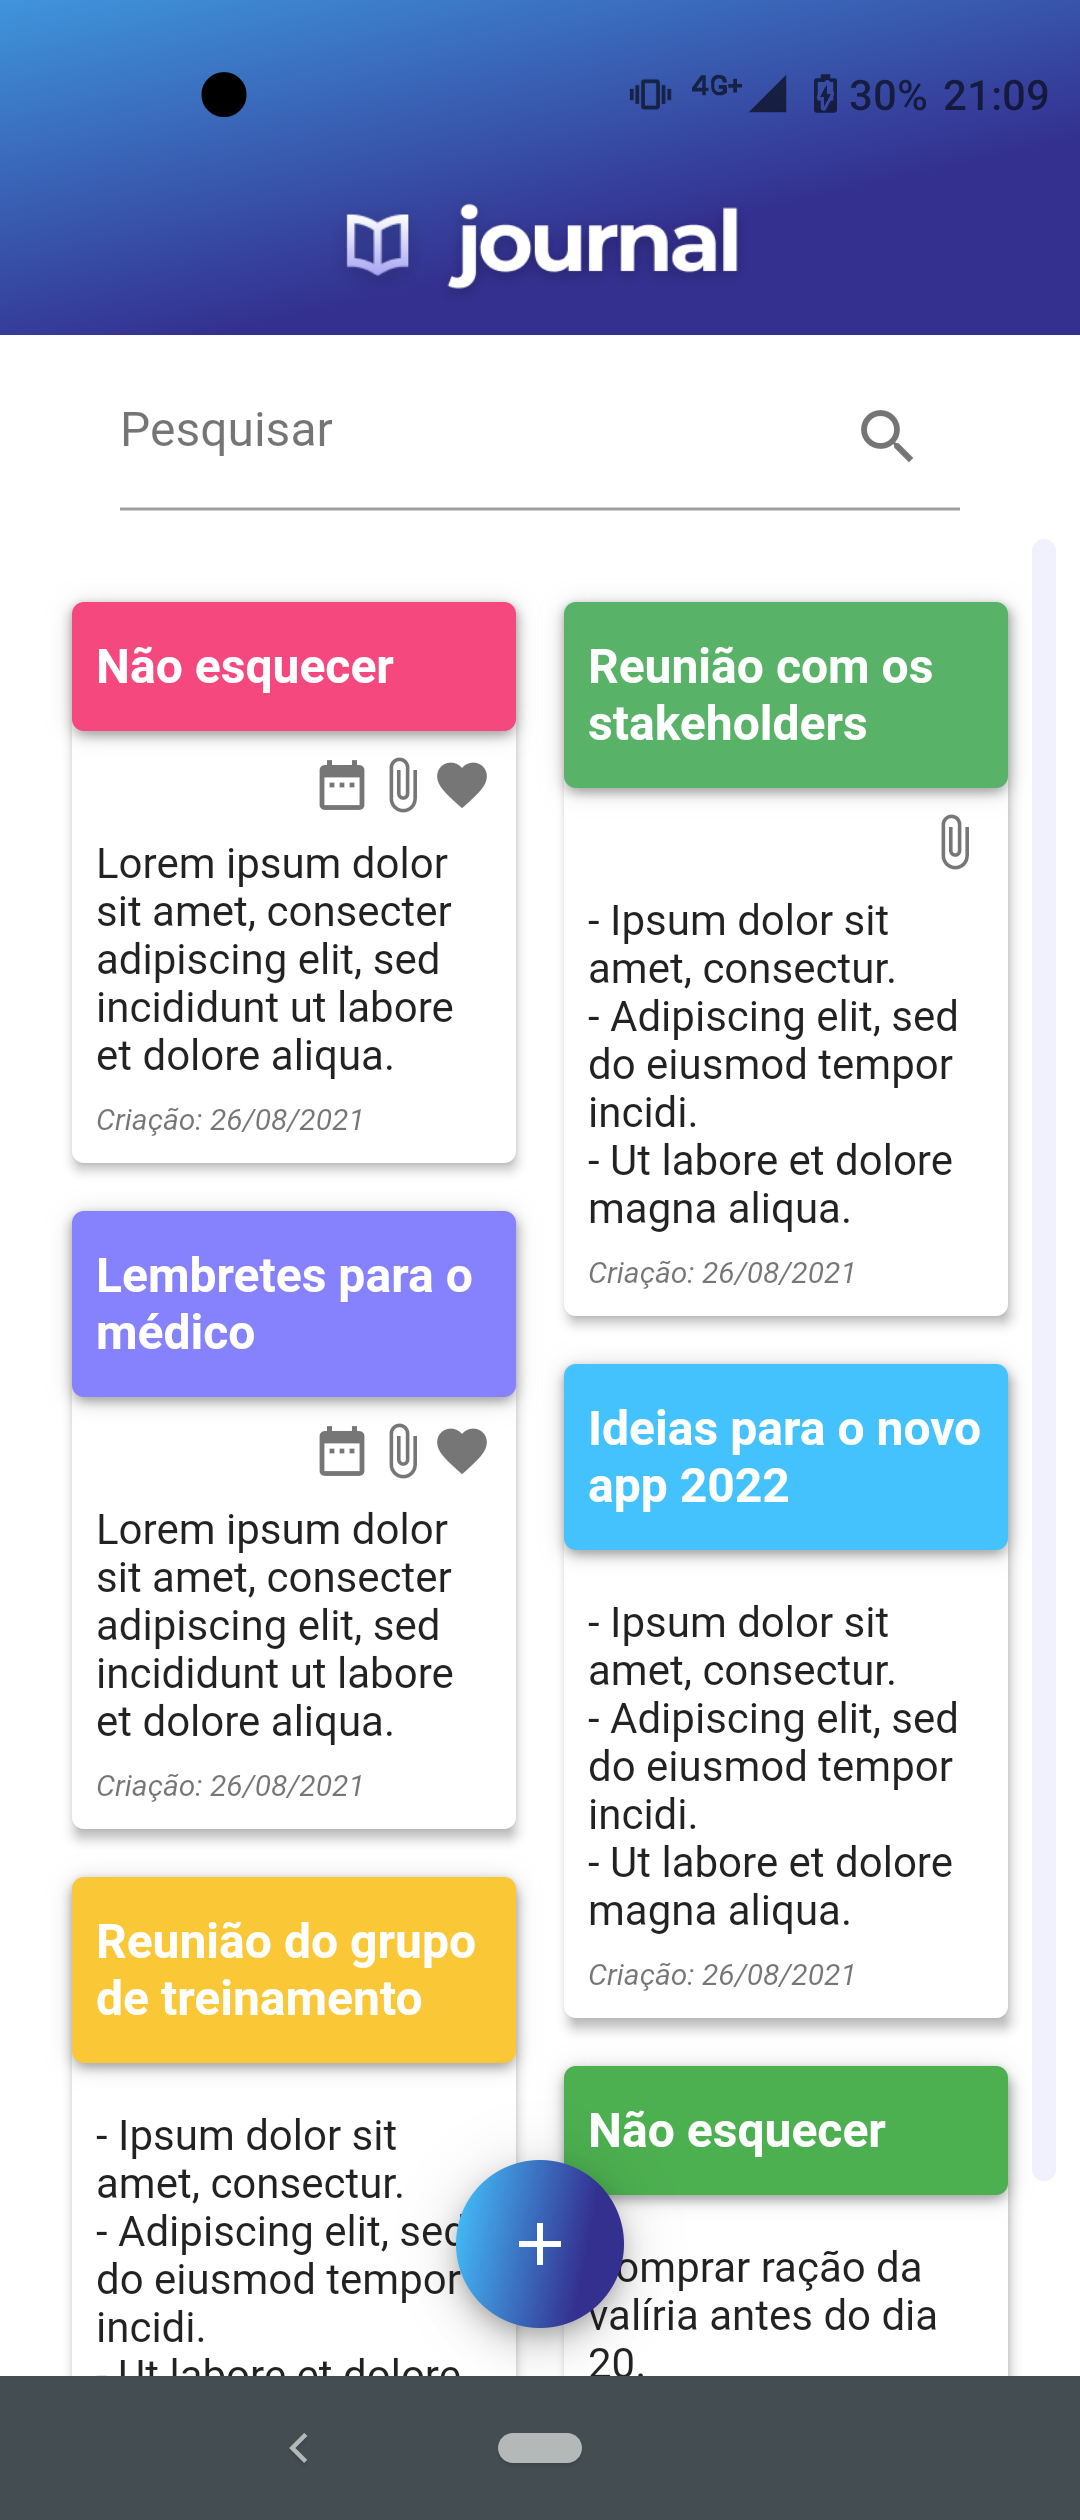 4G+ 30% 21:09
journal
Pesquisar
Não esquecer
Lorem ipsum dolor
sit amet, consecter
adipiscing elit, sed
incididunt ut labore
et dolore aliqua.
Criação: 26/08/2021
Reunião com os
stakeholders
- Ipsum dolor sit
amet, consectur.
- Adipiscing elit, sed
do eiusmod tempor
incidi.
- Ut labore et dolore
magna aliqua.
Criação: 26/08/2021
Lembretes para o
médico
Lorem ipsum dolor
sit amet, consecter
adipiscing elit, sed
incididunt ut labore
et dolore aliqua.
Criação: 26/08/2021
Ideias para o novo
app 2022
- Ipsum dolor sit
amet, consectur.
- Adipiscing elit, sed
do eiusmod tempor
incidi.
- Ut labore et dolore
magna aliqua.
Criação: 26/08/2021
Reunião do grupo
de treinamento
- Ipsum dolor sit
amet, consectur.
- Adipiscing elit, sed
do eiusmod tempor
incidi.
- Ut labore et dolore
Não esquecer
omprar ração da
valíria antes do dia
20.